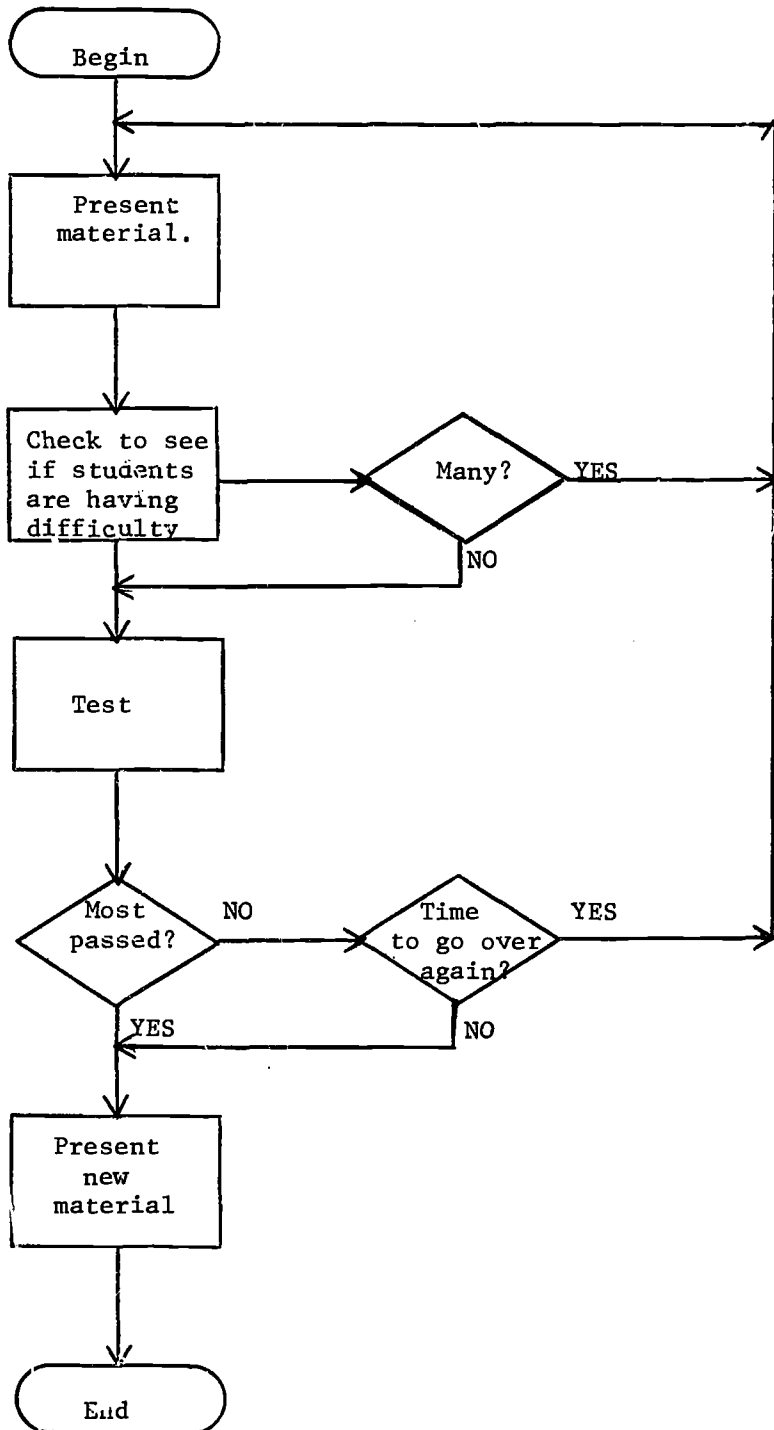 Begin
Present
material.
Check to see
if students
are having
difficulty
Many?
YES
NO
Test
Most
passed?
NO
Time
to go over
again?
YES
YES
NO
Present
new
material
End